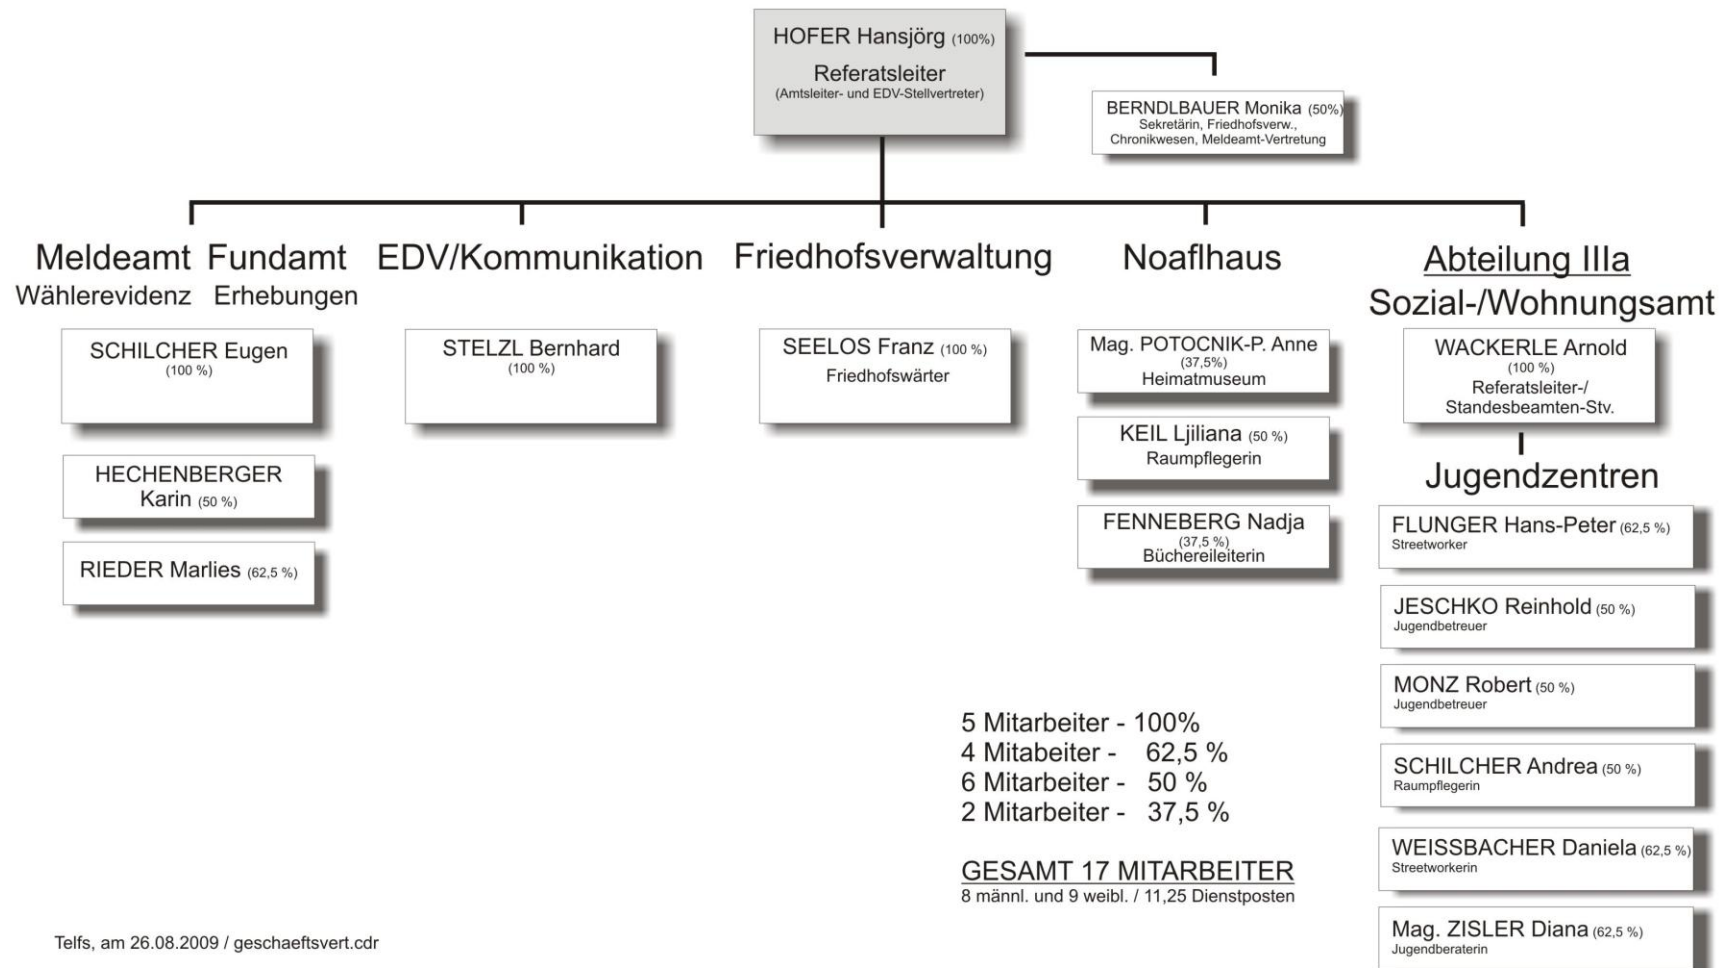 HOFER Hansjörg (100%)
Referatsleiter
(Amtsleiter- und EDV-Stellvertreter)
BERNDLBAUER Monika (50%)
Sekretärin, Friedhofsverw.,
Chronikwesen, Meldeamt-Vertretung
Meldeamt Fundamt
Wählerevidenz Erhebungen
SCHILCHER Eugen
(100 %)
HECHENBERGER
Karin (50 %)
RIEDER Marlies (62,5 %)
EDV/Kommunikation
STELZL Bernhard
(100 %)
Friedhofsverwaltung
SEELOS Franz (100 %)
Friedhofswärter
Noaflhaus
Mag. POTOCNIK-P. Anne
(37,5%)
Heimatmuseum
KEIL Ljiliana (50 %)
Raumpflegerin
FENNEBERG Nadja
(37,5 %)
Büchereileiterin
Abteilung IIIa
Sozial-/Wohnungsamt
WACKERLE Arnold
(100 %)
Referatsleiter-/
Standesbeamten-Stv.
Jugendzentren
FLUNGER Hans-Peter (62,5 %)
Streetworker
JESCHKO Reinhold (50 %)
Jugendbetreuer
MONZ Robert (50 %)
Jugendbetreuer
SCHILCHER Andrea (50 %)
Raumpflegerin
WEISSBACHER Daniela (62,5 %)
Streetworkerin
Mag. ZISLER Diana (62,5 %)
Jugendberaterin
5 Mitarbeiter - 100%
4 Mitabeiter - 62,5 %
6 Mitarbeiter - 50 %
2 Mitarbeiter - 37,5 %
GESAMT 17 MITARBEITER
8 männl. und 9 weibl. / 11,25 Dienstposten
Telfs, am 26.08.2009 / geschaeftsvert.cdr